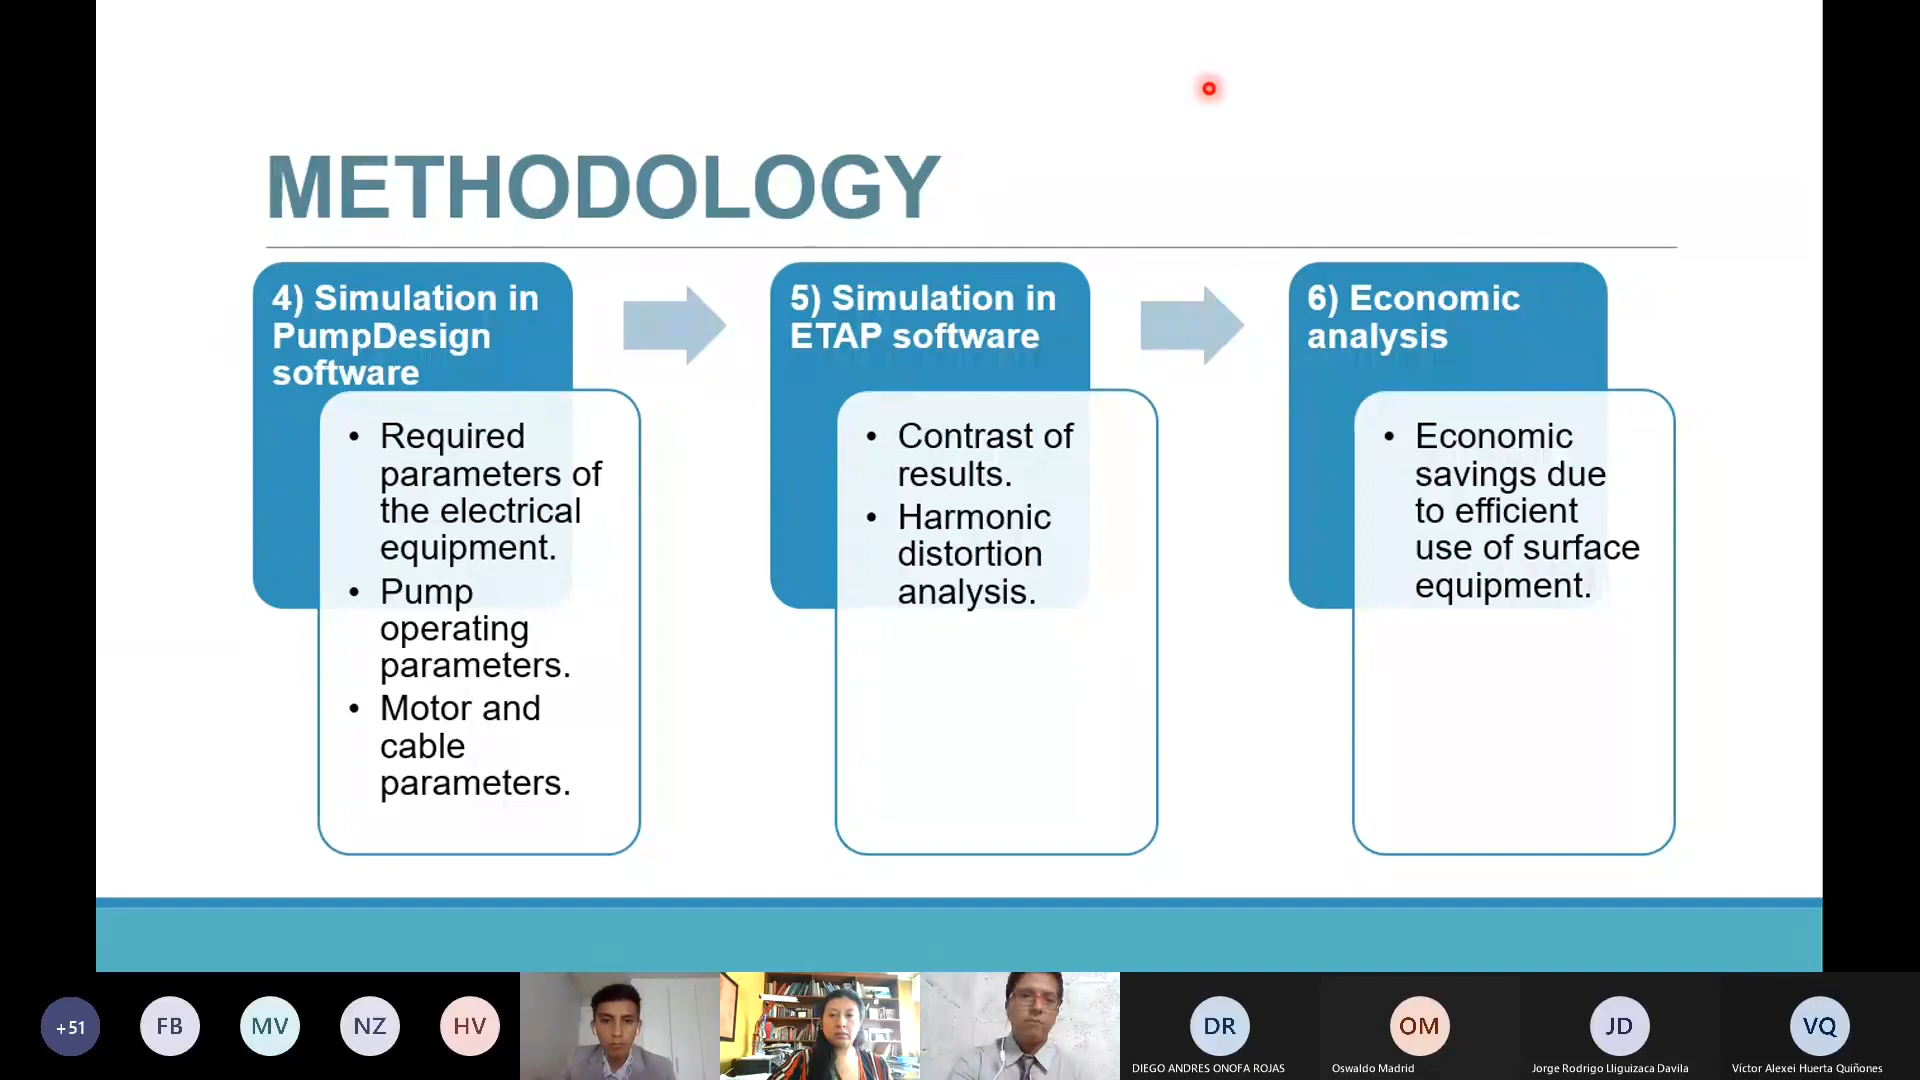 METHODOLOGY
4) Simulation in
PumpDesign
software
• Required
parameters of
the electrical
equipment.
• Pump
operating
parameters.
• Motor and
cable
parameters.
5) Simulation in
ETAP software
• Contrast of
results.
• Harmonic
distortion
analysis.
6) Economic
analysis
• Economic
savings due
to efficient
use of surface
equipment.
+51
FB
MV
NZ
HV
DR
OM
JD
VQ
DIEGO ANDRES ONOFA ROJAS
Oswaldo Madrid
Jorge Rodrigo Lliguizaca Davila
Víctor Alexei Huerta Quiñones